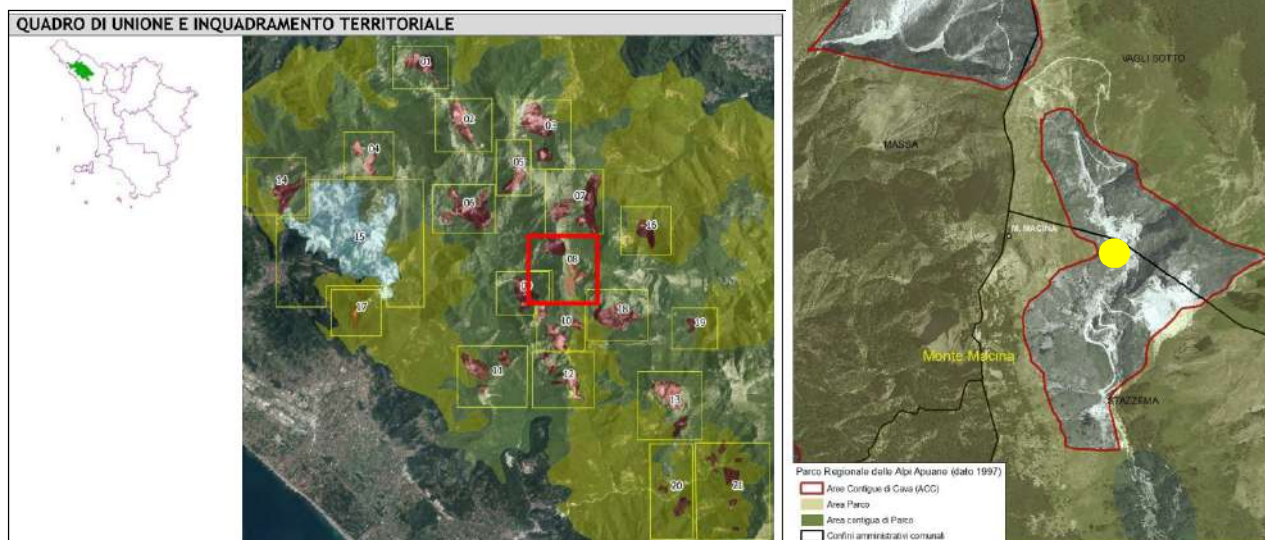 QUADRO DI UNIONE E INQUADRAMENTO TERRITORIALE
01
02
03
04
05
14
06
07
15
16
08
17
10
18
19
11
12
13
20
21
VAGLI SOTTO
MASSA
M. MACINA
Monte Macina
STAZZEMA
Parco Regionale delle Alpi Apuane (dato 1997)
Aree Contigue di Cava (ACC)
Area Parco
Area contigua di Parco
Confini amministrativi comunali